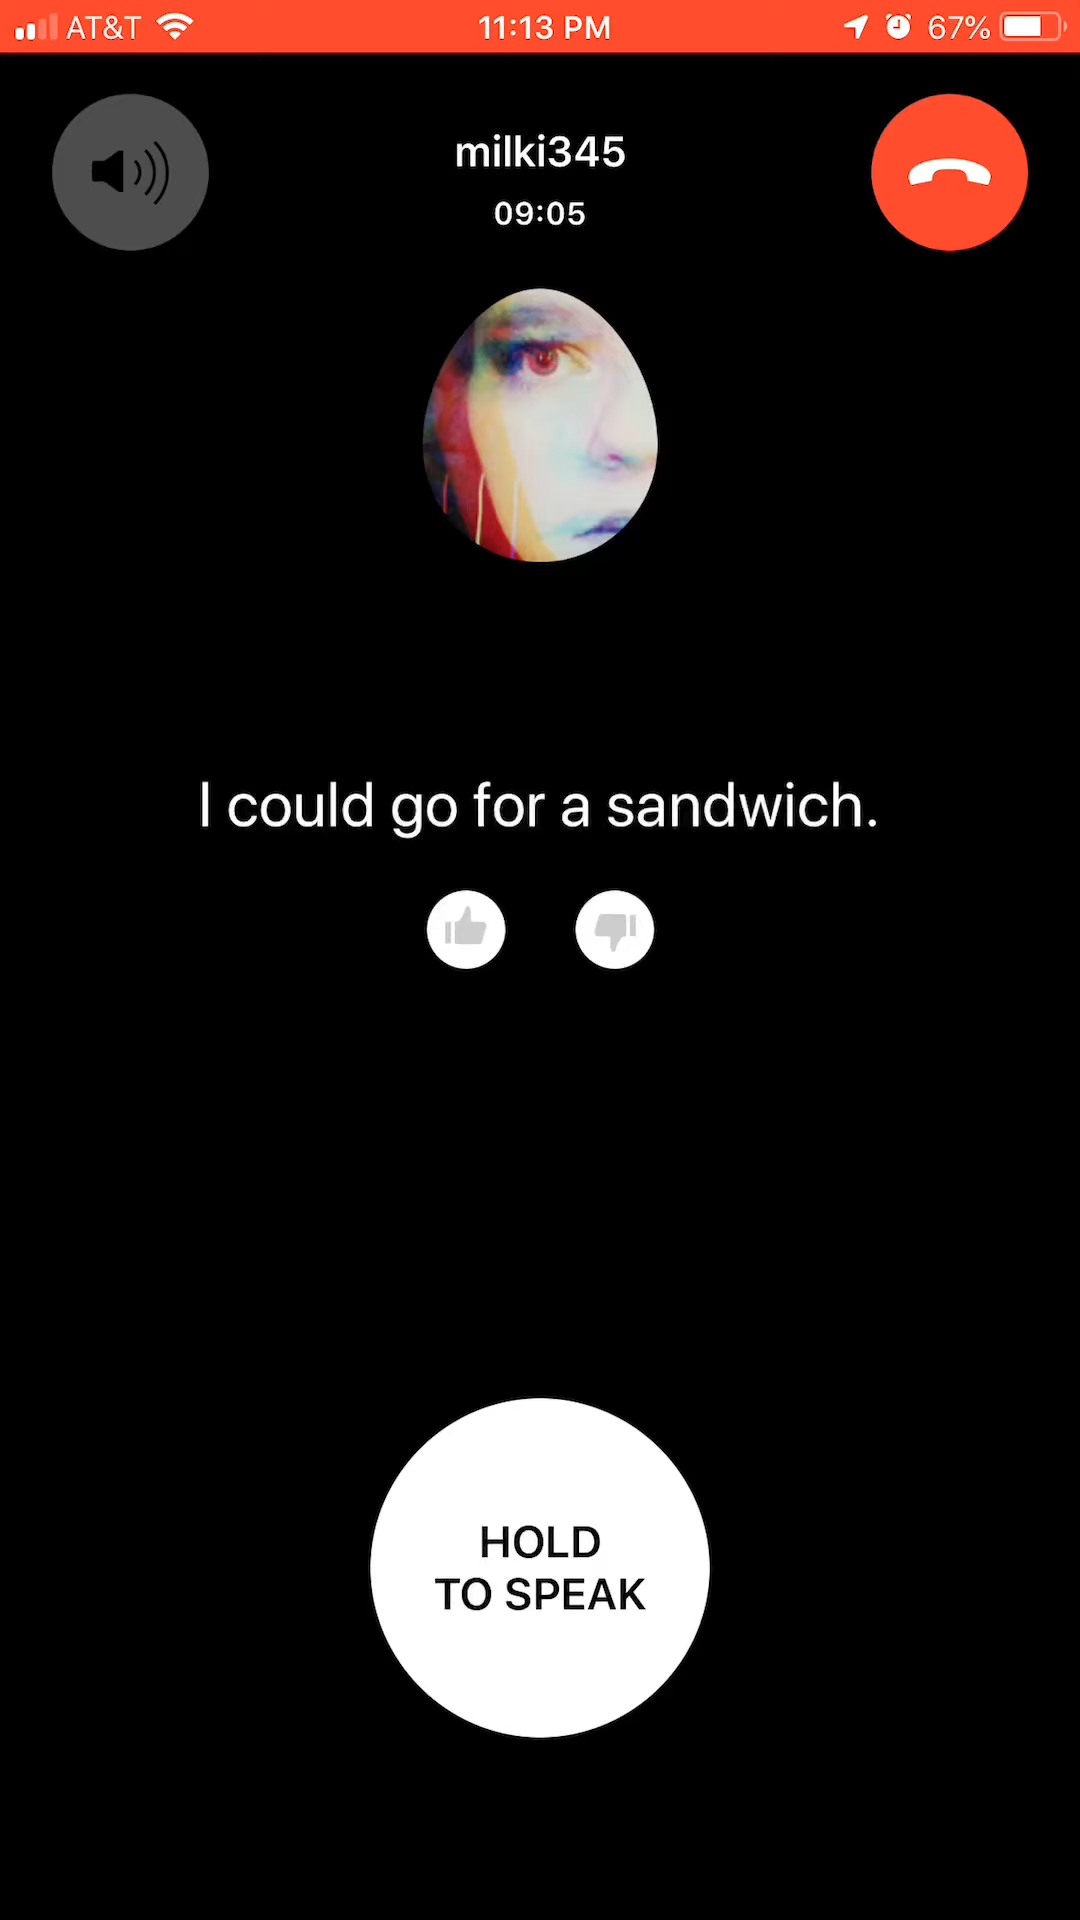 AT&T 11:13 PM 67%
milki345
09:05
I could go for a sandwich.
HOLD
TO SPEAK